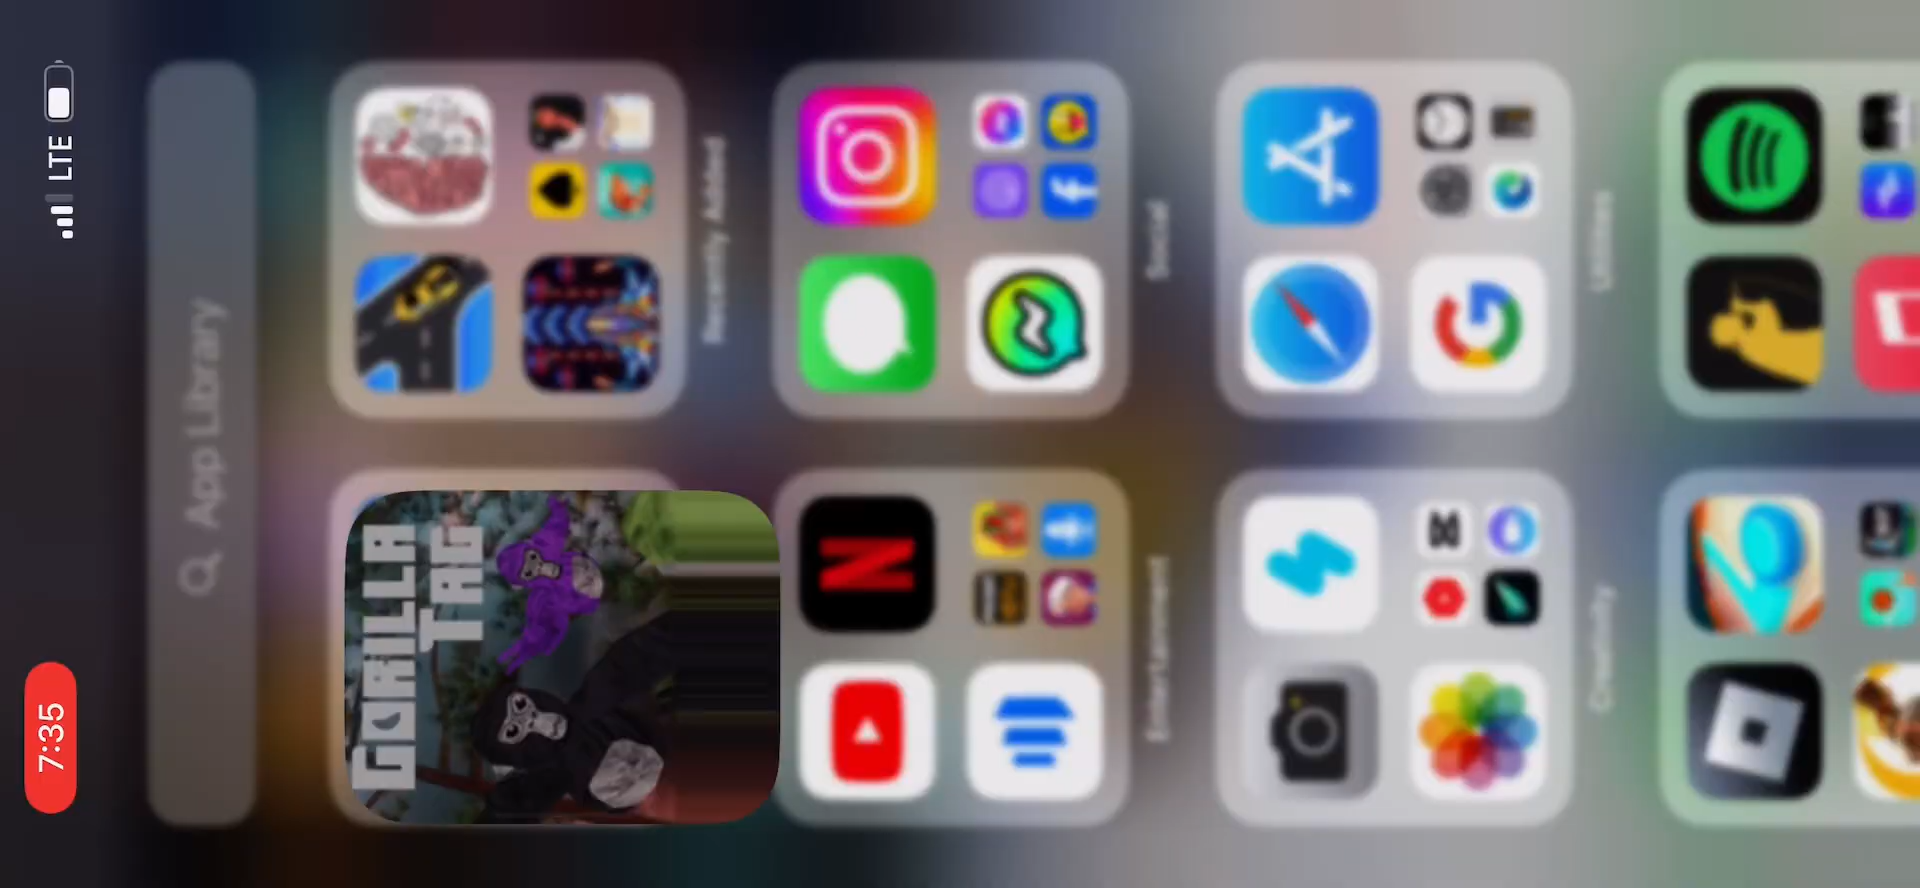 7:35
LTE
App Library
GORILLA
TAG
Recently Added
Entertainment
Social
Creativity
Utilities